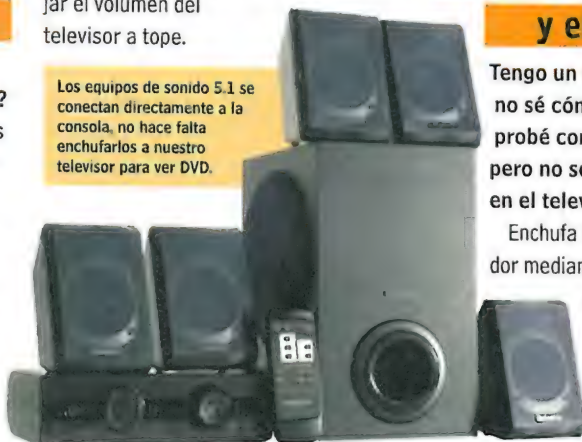 jar el volumen del
televisor a tope.
Los equipos de sonido 5.1 se
conectan directamente a la
consola, no hace falta
enchufarlos a nuestro
televisor para ver DVD.
?
s
y e
Tengo un
no sé cóm
probé con
pero no se
en el telev
Enchufa
dor median